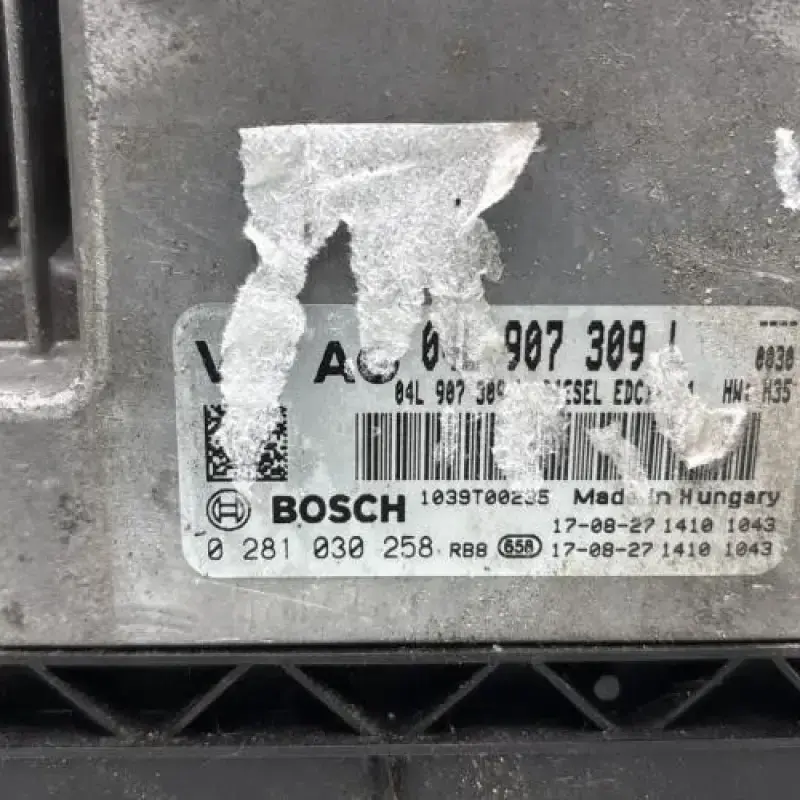 04L 907 309
0030
04L 907 309 DIESEL HW: H35
BOSCH 1039T00235 Made in Hungary
17-08-27 1410 1043
0 281 030 258 RB8 658 17-08-27 1410 1043